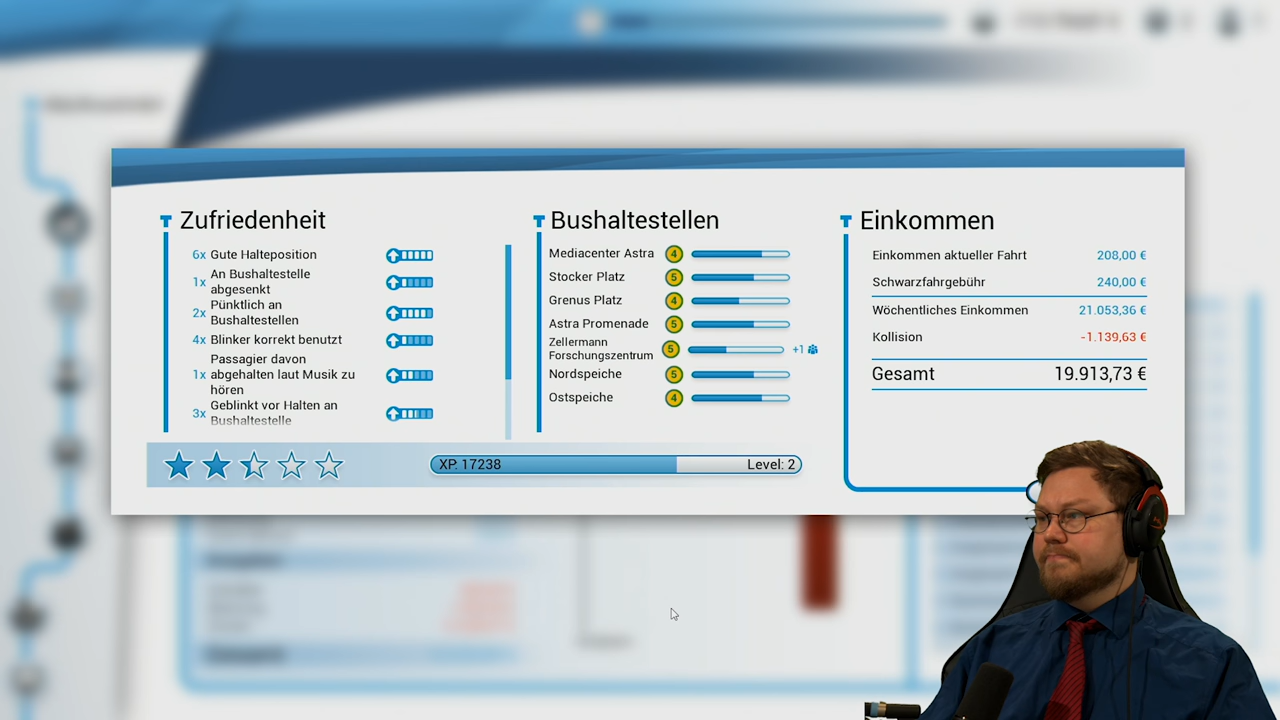 Zufriedenheit
6x Gute Halteposition
1x An Bushaltestelle
abgesenkt
2x Pünktlich an
Bushaltestellen
4x Blinker korrekt benutzt
Passagier davon
1x abgehalten laut Musik zu
hören
3x Geblinkt vor Halten an
Bushaltestelle
Bushaltestellen
Mediacenter Astra 4
Stocker Platz 5
Grenus Platz 4
Astra Promenade 5
Zellermann
Forschungszentrum 5 +1
Nordspeiche 5
Ostspeiche 4
Einkommen
Einkommen aktueller Fahrt 208,00 €
Schwarzfahrgebühr 240,00 €
Wöchentliches Einkommen 21.053,36 €
Kollision -1.139,63 €
Gesamt 19.913,73 €
XP: 17238 Level: 2